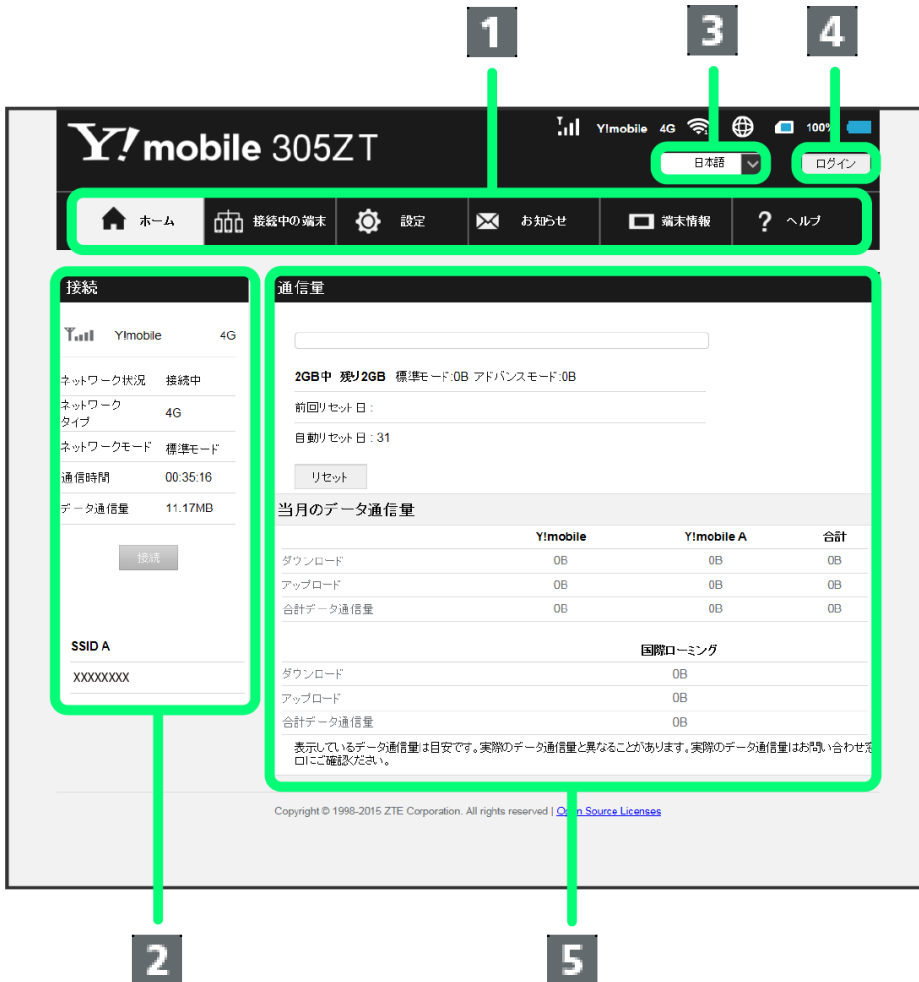 1
3
4
Y!mobile 305ZT
Y!mobile 4G 100%
日本語
ログイン
ホーム 接続中の端末 設定 お知らせ 端末情報 ? ヘルプ
接続
Y!mobile 4G
ネットワーク状況 接続中
ネットワーク
タイプ
4G
ネットワークモード 標準モード
通信時間 00:35:16
データ通信量 11.17MB
接続
SSID A
XXXXXXXX
通信量
2GB中 残り2GB 標準モード:0B アドバンスモード:0B
前回リセット日 :
自動リセット日 : 31
リセット
当月のデータ通信量
Y!mobile Y!mobile A 合計
ダウンロード 0B 0B 0B
アップロード 0B 0B 0B
合計データ通信量 0B 0B 0B
国際ローミング
ダウンロード 0B
アップロード 0B
合計データ通信量 0B
表示しているデータ通信量は目安です。実際のデータ通信量と異なることがあります。実際のデータ通信量はお問い合わせ窓
口にご確認ください。
Copyright © 1998-2015 ZTE Corporation. All rights reserved | Open Source Licenses
2
5